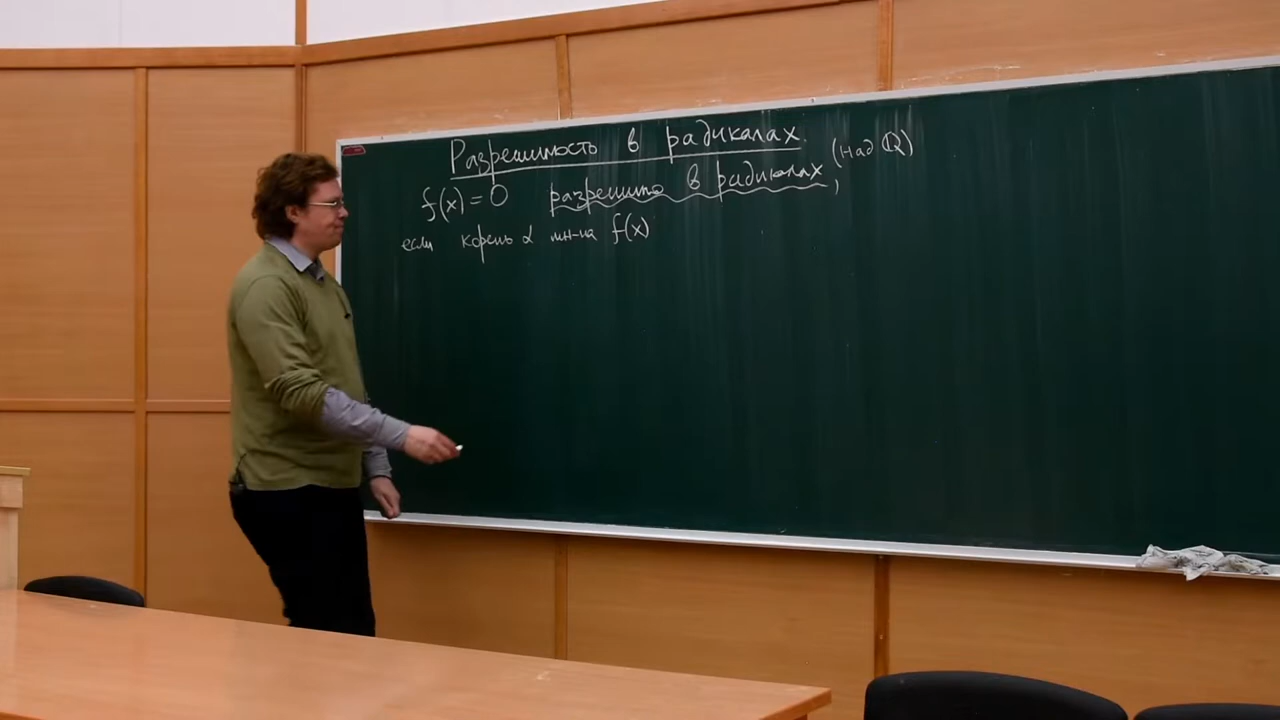 Разрешимость в радикалах.
f(x) = 0 разрешимо в радикалах, (над ℚ)
если корень α мн-на f(x)